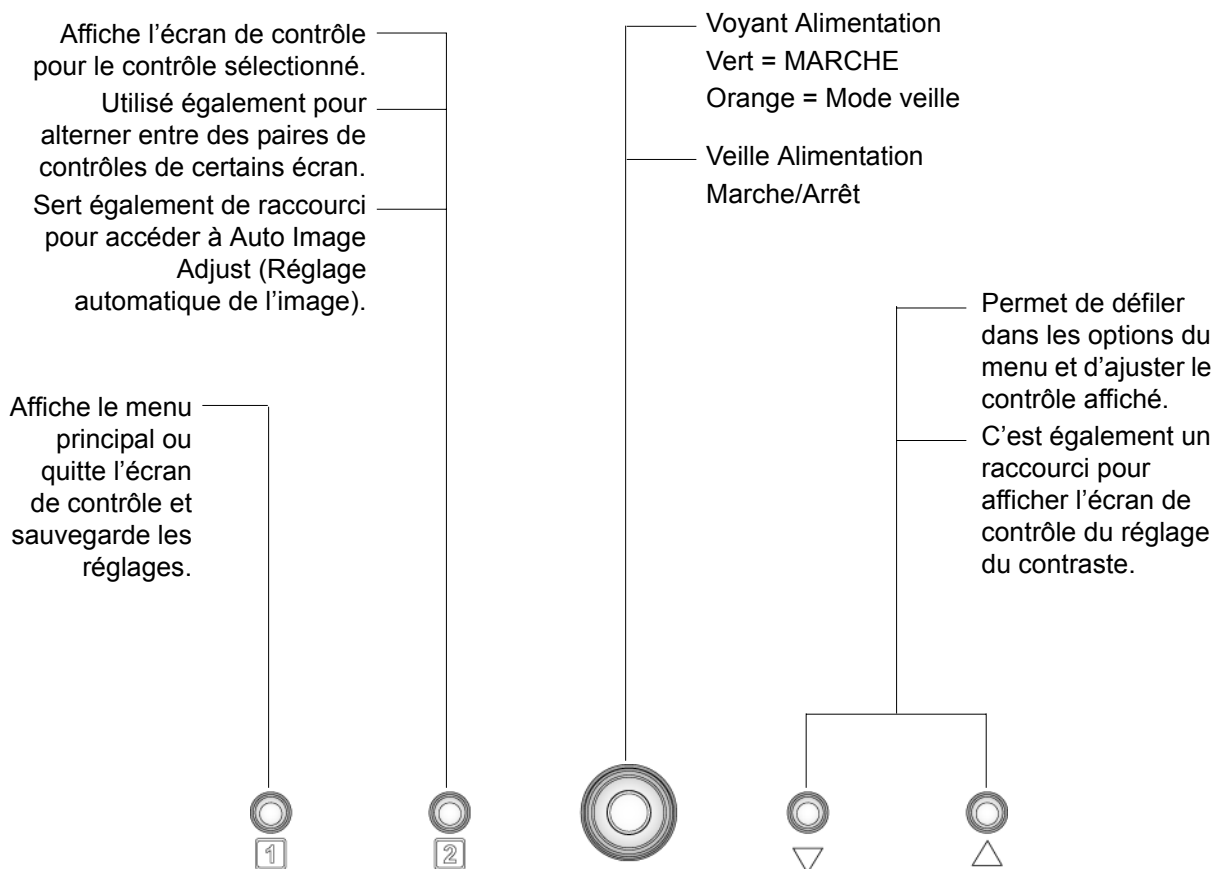 Affiche l’écran de contrôle
pour le contrôle sélectionné.
Utilisé également pour
alterner entre des paires de
contrôles de certains écran.
Sert également de raccourci
pour accéder à Auto Image
Adjust (Réglage
automatique de l’image).
Affiche le menu
principal ou
quitte l’écran
de contrôle et
sauvegarde les
réglages.
Voyant Alimentation
Vert = MARCHE
Orange = Mode veille
Veille Alimentation
Marche/Arrêt
Permet de défiler
dans les options du
menu et d’ajuster le
contrôle affiché.
C’est également un
raccourci pour
afficher l’écran de
contrôle du réglage
du contraste.
1
2